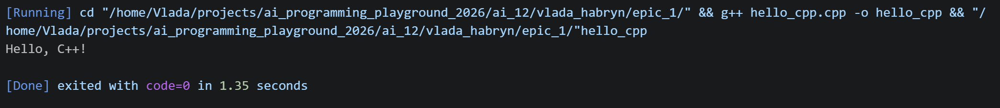 [Running] cd "/home/Vlada/projects/ai_programming_playground_2026/ai_12/vlada_habryn/epic_1/" && g++ hello_cpp.cpp -o hello_cpp && "/
home/Vlada/projects/ai_programming_playground_2026/ai_12/vlada_habryn/epic_1/"hello_cpp
Hello, C++!
[Done] exited with code=0 in 1.35 seconds